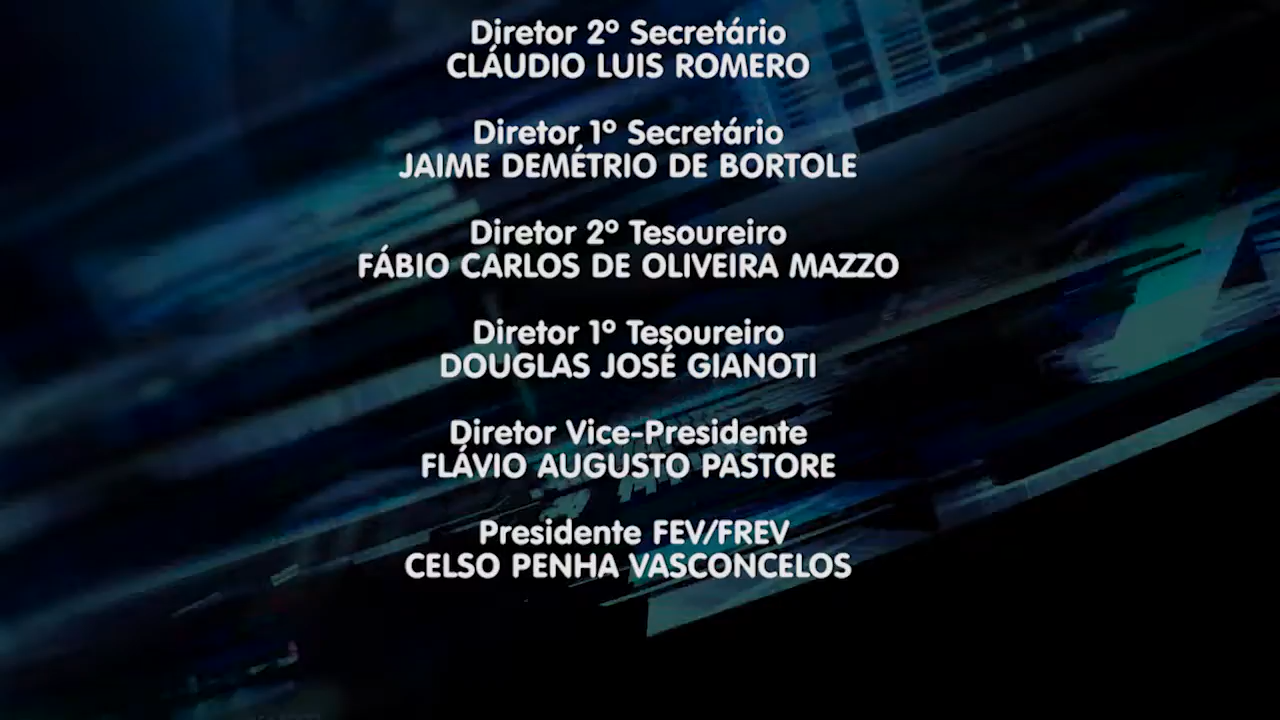 Diretor 2º Secretário
CLÁUDIO LUIS ROMERO
Diretor 1º Secretário
JAIME DEMÉTRIO DE BORTOLE
Diretor 2º Tesoureiro
FÁBIO CARLOS DE OLIVEIRA MAZZO
Diretor 1º Tesoureiro
DOUGLAS JOSÉ GIANOTI
Diretor Vice-Presidente
FLÁVIO AUGUSTO PASTORE
Presidente FEV/FREV
CELSO PENHA VASCONCELOS